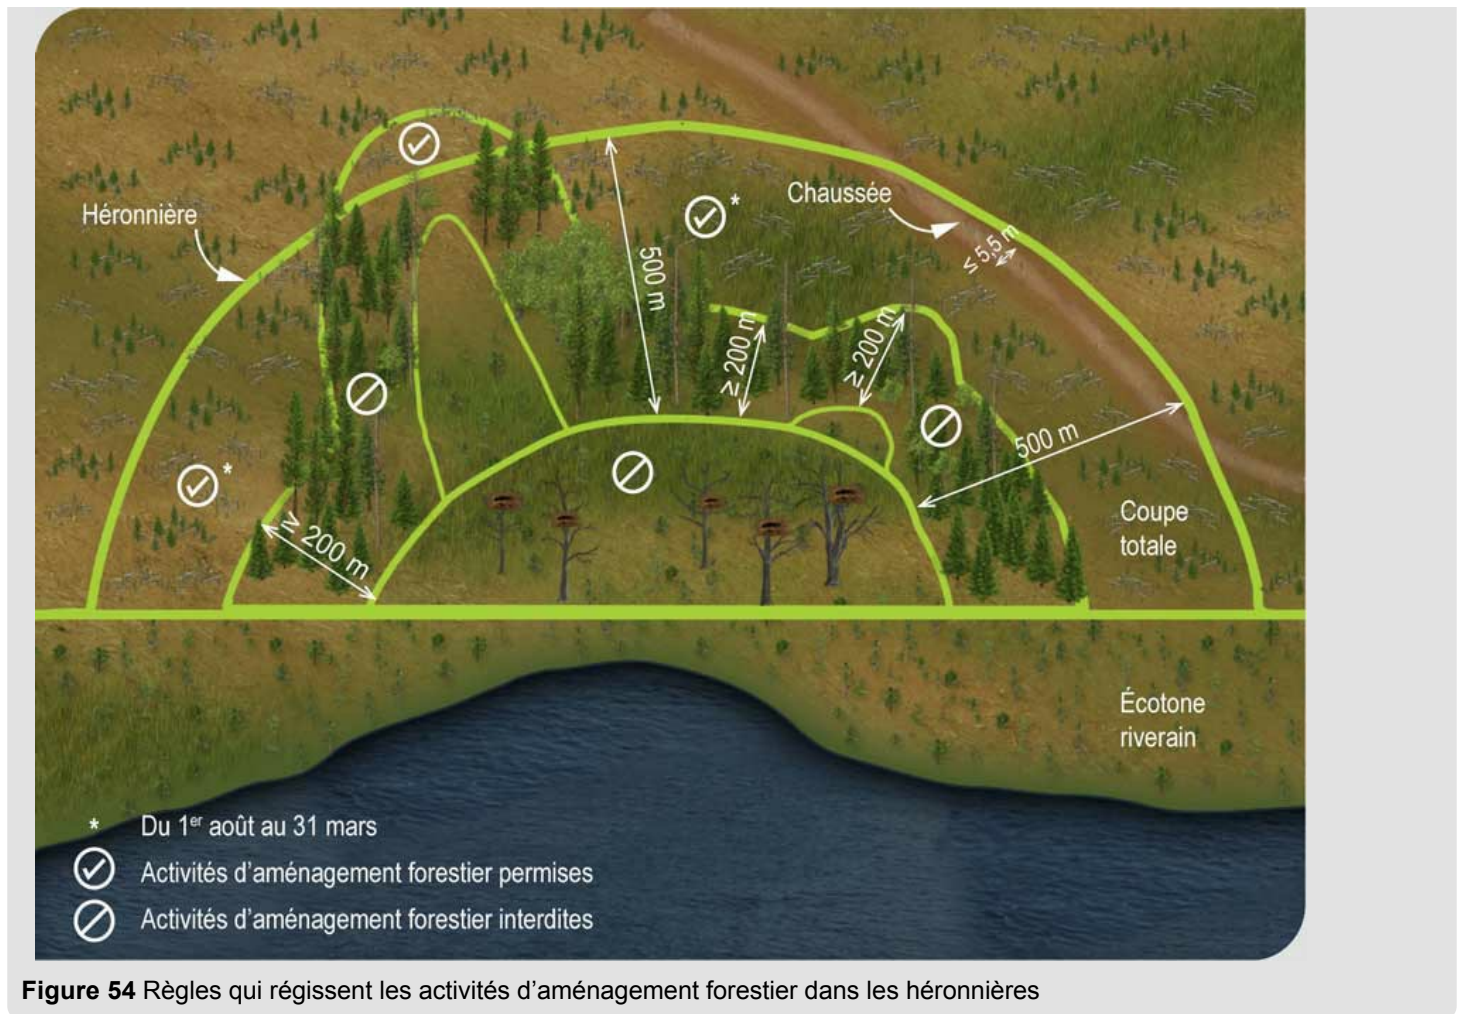 Héronnière
Chaussée
≤ 5,5 m
500 m
≥ 200 m
≥ 200 m
500 m
≥ 200 m
*
*
Coupe
totale
Écotone
riverain
* Du 1er août au 31 mars
Activités d’aménagement forestier permises
Activités d’aménagement forestier interdites
Figure 54 Règles qui régissent les activités d’aménagement forestier dans les héronnières